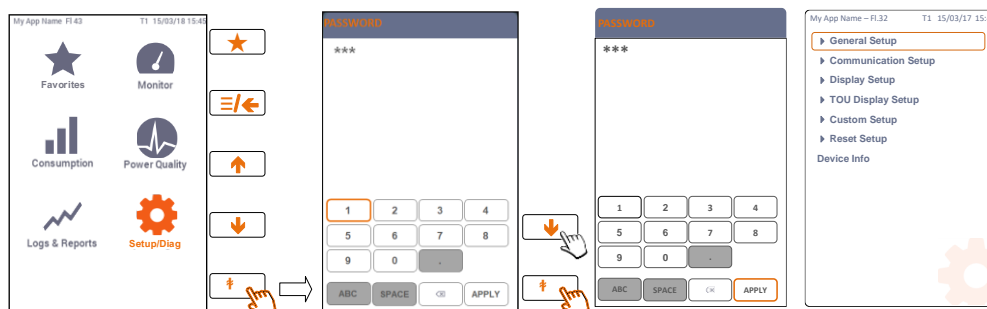 My App Name Fl 43 T1 15/03/18 15:45
Favorites Monitor
Consumption Power Quality
Logs & Reports Setup/Diag
PASSWORD
***
1 2 3 4
5 6 7 8
9 0 .
ABC SPACE APPLY
PASSWORD
***
1 2 3 4
5 6 7 8
9 0 .
ABC SPACE APPLY
My App Name – Fl.32 T1 15/03/17 15:
General Setup
Communication Setup
Display Setup
TOU Display Setup
Custom Setup
Reset Setup
Device Info